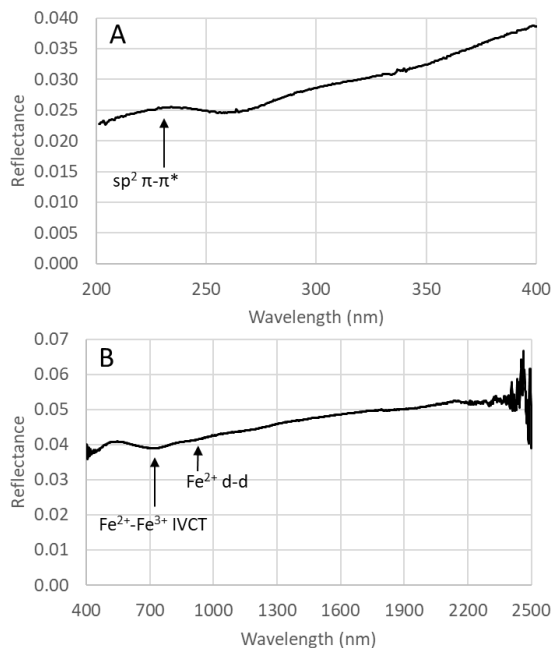 A
0.040
0.035
0.030
0.025
0.020
0.015
0.010
0.005
0.000
Reflectance
sp² π-π*
200 250 300 350 400
Wavelength (nm)
B
0.07
0.06
0.05
0.04
0.03
0.02
0.01
0.00
Reflectance
Fe²⁺ d-d
Fe²⁺-Fe³⁺ IVCT
400 700 1000 1300 1600 1900 2200 2500
Wavelength (nm)